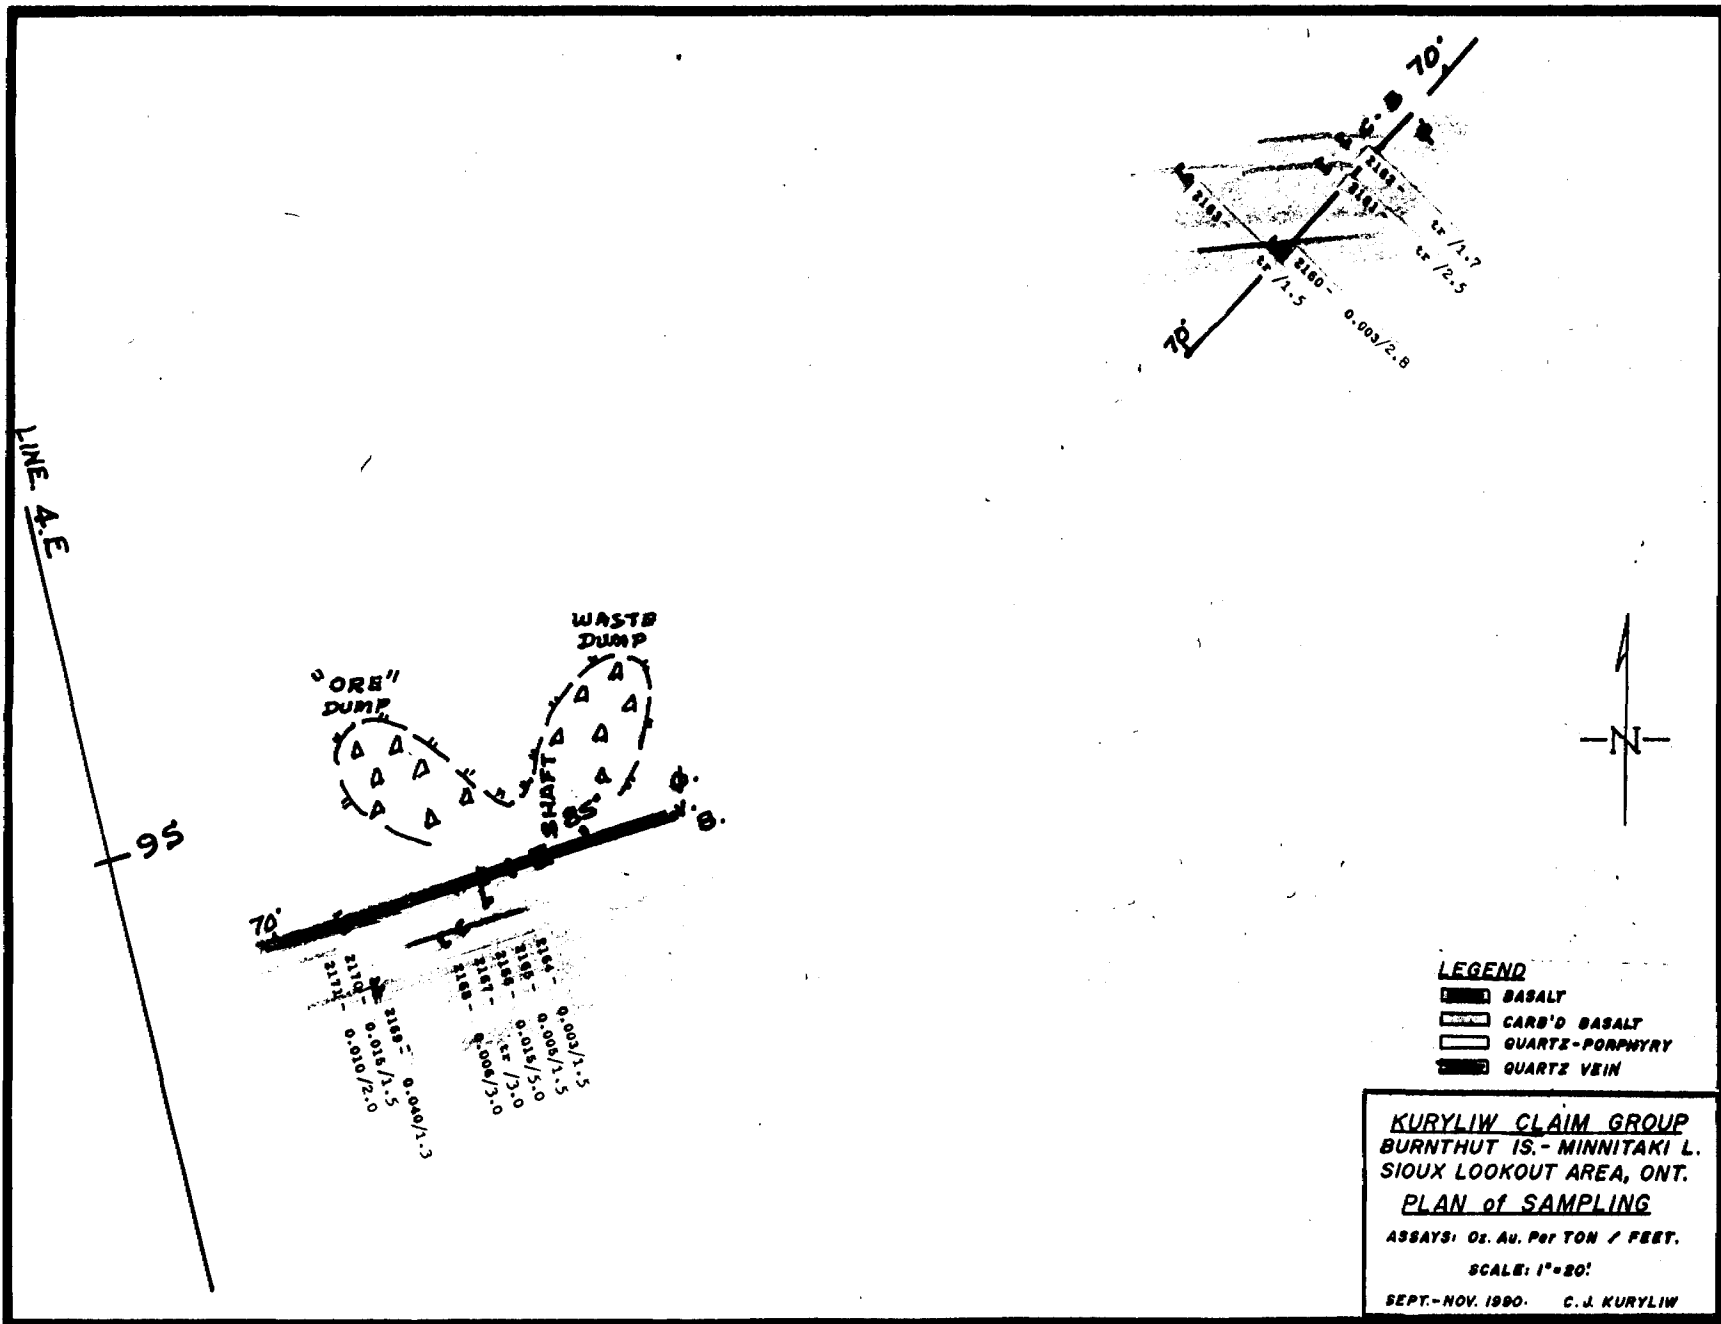 70°
2162 - tr /1.7
2161 - tr /2.5
2163 - tr /1.5
2160 - 0.003/2.8
70°
LINE 4.E
WASTE
DUMP
"ORE"
DUMP
SHAFT
85°
B.
9S
70°
2164 - 0.003/1.5
2165 - 0.005/1.5
2166 - 0.015/5.0
2167 - tr /3.0
2168 - 0.006/3.0
2169 - 0.040/1.3
2170 - 0.015/1.5
2171 - 0.010/2.0
N
LEGEND
BASALT
CARB'D BASALT
QUARTZ-PORPHYRY
QUARTZ VEIN
KURYLIW CLAIM GROUP
BURNTHUT IS.- MINNITAKI L.
SIOUX LOOKOUT AREA, ONT.
PLAN of SAMPLING
ASSAYS: Oz. Au. Per TON / FEET.
SCALE: 1"=20'
SEPT.-NOV. 1990. C.J. KURYLIW